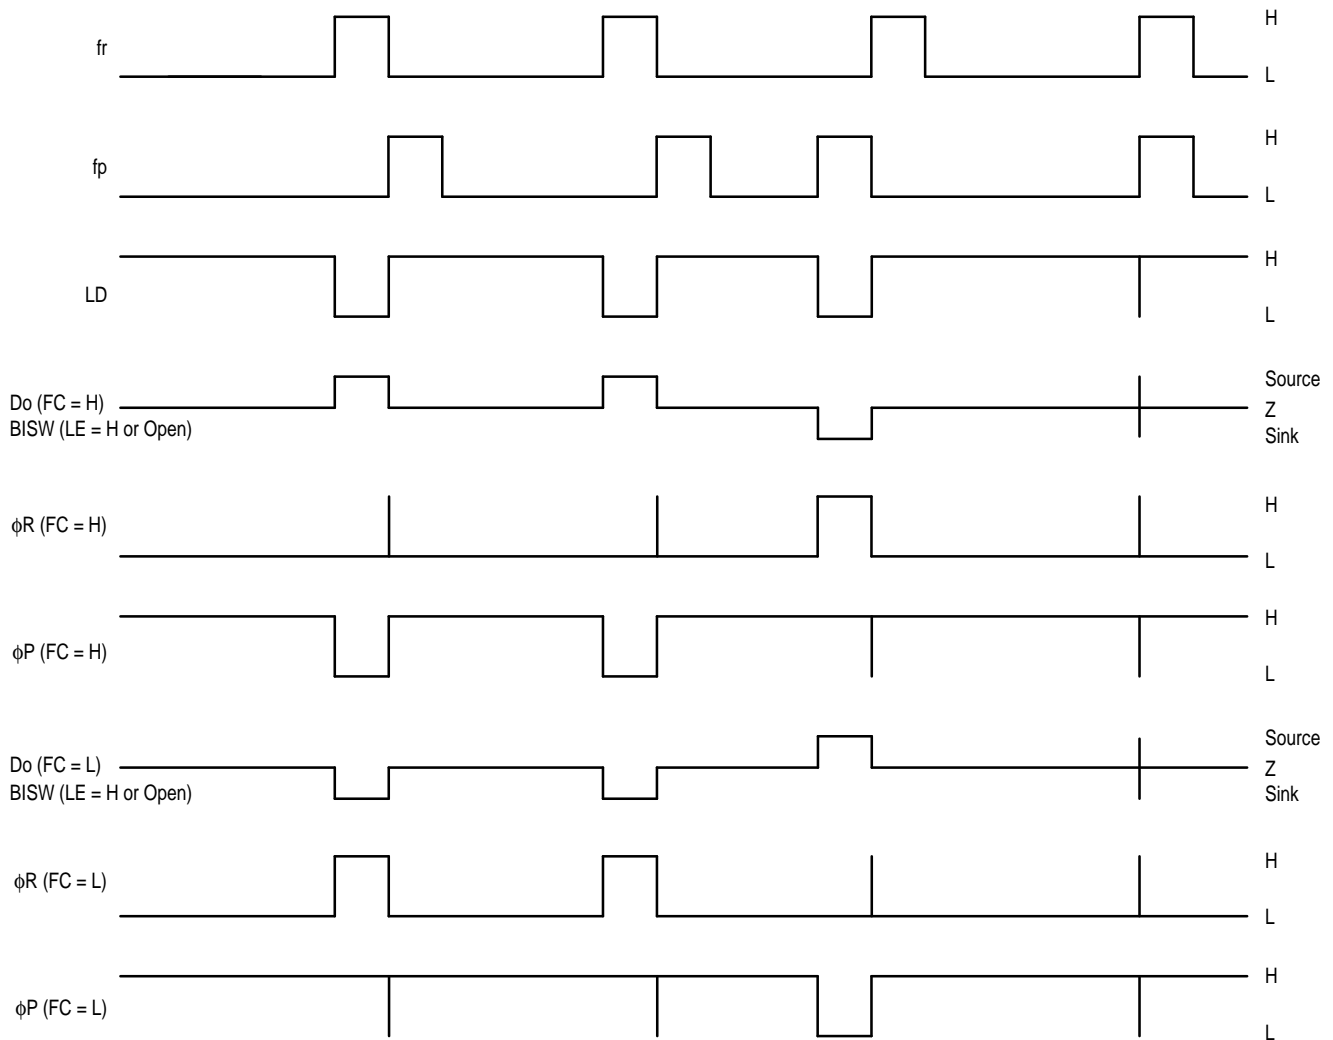 fr
H
L
fp
H
L
LD
H
L
Do (FC = H)
BISW (LE = H or Open)
Source
Z
Sink
ϕR (FC = H)
H
L
ϕP (FC = H)
H
L
Do (FC = L)
BISW (LE = H or Open)
Source
Z
Sink
ϕR (FC = L)
H
L
ϕP (FC = L)
H
L